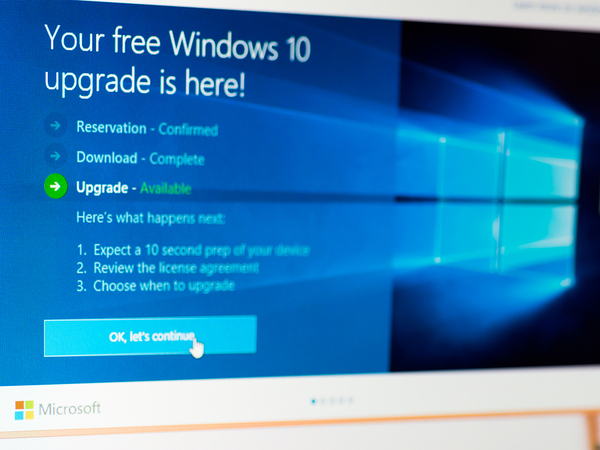 Your free Windows 10
upgrade is here!
Reservation - Confirmed
Download - Complete
Upgrade - Available
Here's what happens next:
1. Expect a 10 second prep of your device
2. Review the license agreement
3. Choose when to upgrade
OK, let's continue
Microsoft